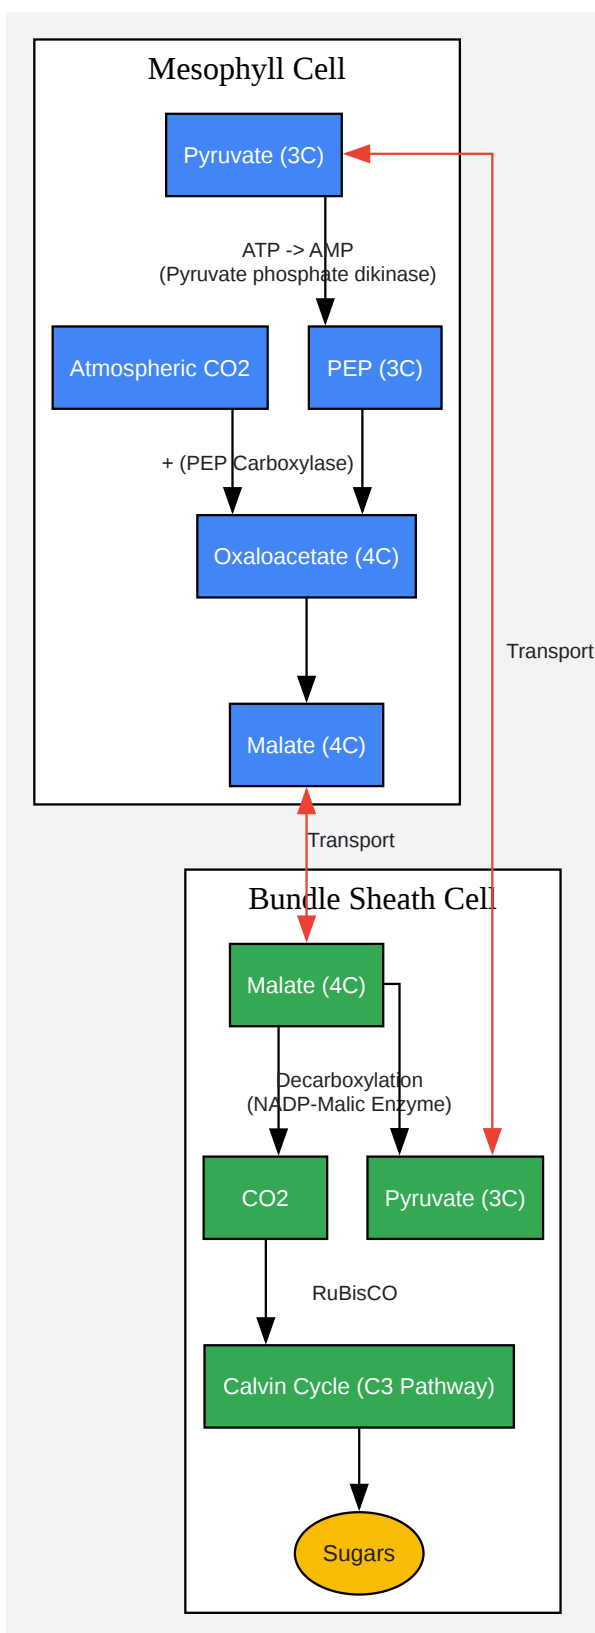 Mesophyll Cell
Pyruvate (3C)
ATP -> AMP
(Pyruvate phosphate dikinase)
Atmospheric CO2
PEP (3C)
+ (PEP Carboxylase)
Oxaloacetate (4C)
Transport
Malate (4C)
Transport
Bundle Sheath Cell
Malate (4C)
Decarboxylation
(NADP-Malic Enzyme)
CO2
Pyruvate (3C)
RuBisCO
Calvin Cycle (C3 Pathway)
Sugars